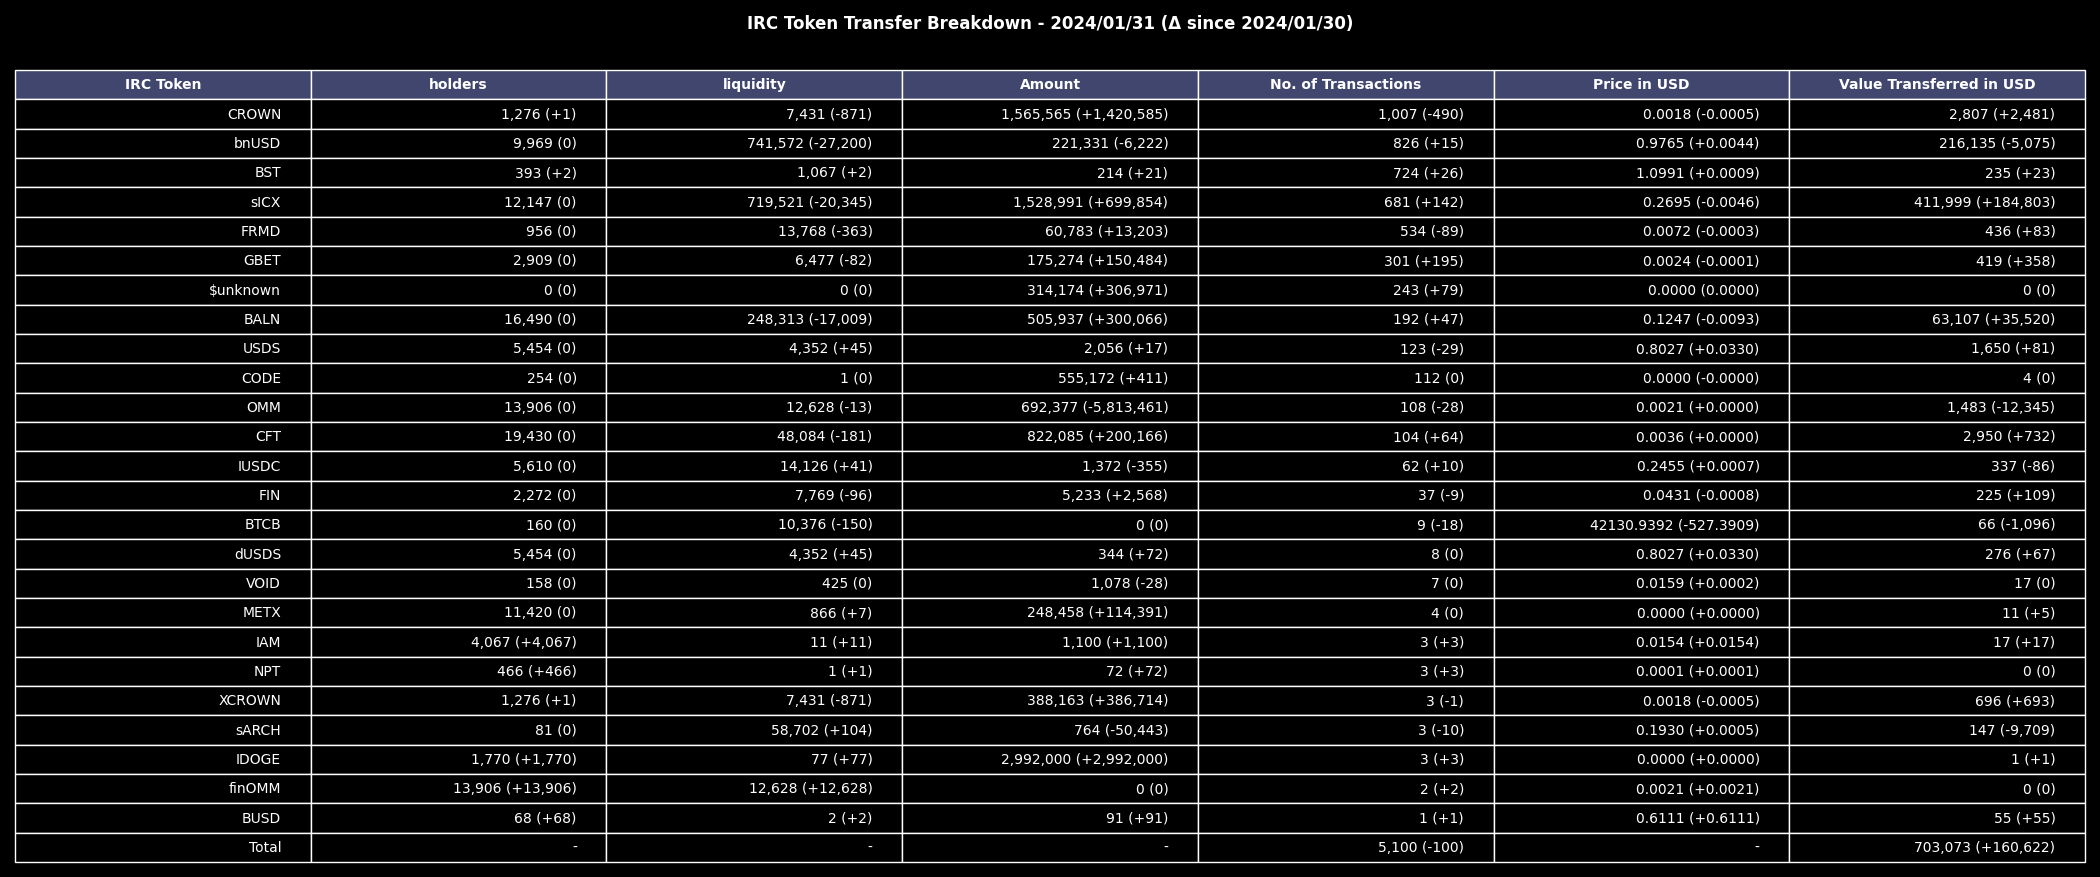 IRC Token Transfer Breakdown - 2024/01/31 (Δ since 2024/01/30)
IRC Token holders liquidity Amount No. of Transactions Price in USD Value Transferred in USD
CROWN 1,276 (+1) 7,431 (-871) 1,565,565 (+1,420,585) 1,007 (-490) 0.0018 (-0.0005) 2,807 (+2,481)
bnUSD 9,969 (0) 741,572 (-27,200) 221,331 (-6,222) 826 (+15) 0.9765 (+0.0044) 216,135 (-5,075)
BST 393 (+2) 1,067 (+2) 214 (+21) 724 (+26) 1.0991 (+0.0009) 235 (+23)
sICX 12,147 (0) 719,521 (-20,345) 1,528,991 (+699,854) 681 (+142) 0.2695 (-0.0046) 411,999 (+184,803)
FRMD 956 (0) 13,768 (-363) 60,783 (+13,203) 534 (-89) 0.0072 (-0.0003) 436 (+83)
GBET 2,909 (0) 6,477 (-82) 175,274 (+150,484) 301 (+195) 0.0024 (-0.0001) 419 (+358)
$unknown 0 (0) 0 (0) 314,174 (+306,971) 243 (+79) 0.0000 (0.0000) 0 (0)
BALN 16,490 (0) 248,313 (-17,009) 505,937 (+300,066) 192 (+47) 0.1247 (-0.0093) 63,107 (+35,520)
USDS 5,454 (0) 4,352 (+45) 2,056 (+17) 123 (-29) 0.8027 (+0.0330) 1,650 (+81)
CODE 254 (0) 1 (0) 555,172 (+411) 112 (0) 0.0000 (-0.0000) 4 (0)
OMM 13,906 (0) 12,628 (-13) 692,377 (-5,813,461) 108 (-28) 0.0021 (+0.0000) 1,483 (-12,345)
CFT 19,430 (0) 48,084 (-181) 822,085 (+200,166) 104 (+64) 0.0036 (+0.0000) 2,950 (+732)
IUSDC 5,610 (0) 14,126 (+41) 1,372 (-355) 62 (+10) 0.2455 (+0.0007) 337 (-86)
FIN 2,272 (0) 7,769 (-96) 5,233 (+2,568) 37 (-9) 0.0431 (-0.0008) 225 (+109)
BTCB 160 (0) 10,376 (-150) 0 (0) 9 (-18) 42130.9392 (-527.3909) 66 (-1,096)
dUSDS 5,454 (0) 4,352 (+45) 344 (+72) 8 (0) 0.8027 (+0.0330) 276 (+67)
VOID 158 (0) 425 (0) 1,078 (-28) 7 (0) 0.0159 (+0.0002) 17 (0)
METX 11,420 (0) 866 (+7) 248,458 (+114,391) 4 (0) 0.0000 (+0.0000) 11 (+5)
IAM 4,067 (+4,067) 11 (+11) 1,100 (+1,100) 3 (+3) 0.0154 (+0.0154) 17 (+17)
NPT 466 (+466) 1 (+1) 72 (+72) 3 (+3) 0.0001 (+0.0001) 0 (0)
XCROWN 1,276 (+1) 7,431 (-871) 388,163 (+386,714) 3 (-1) 0.0018 (-0.0005) 696 (+693)
sARCH 81 (0) 58,702 (+104) 764 (-50,443) 3 (-10) 0.1930 (+0.0005) 147 (-9,709)
IDOGE 1,770 (+1,770) 77 (+77) 2,992,000 (+2,992,000) 3 (+3) 0.0000 (+0.0000) 1 (+1)
finOMM 13,906 (+13,906) 12,628 (+12,628) 0 (0) 2 (+2) 0.0021 (+0.0021) 0 (0)
BUSD 68 (+68) 2 (+2) 91 (+91) 1 (+1) 0.6111 (+0.6111) 55 (+55)
Total - - - 5,100 (-100) - 703,073 (+160,622)